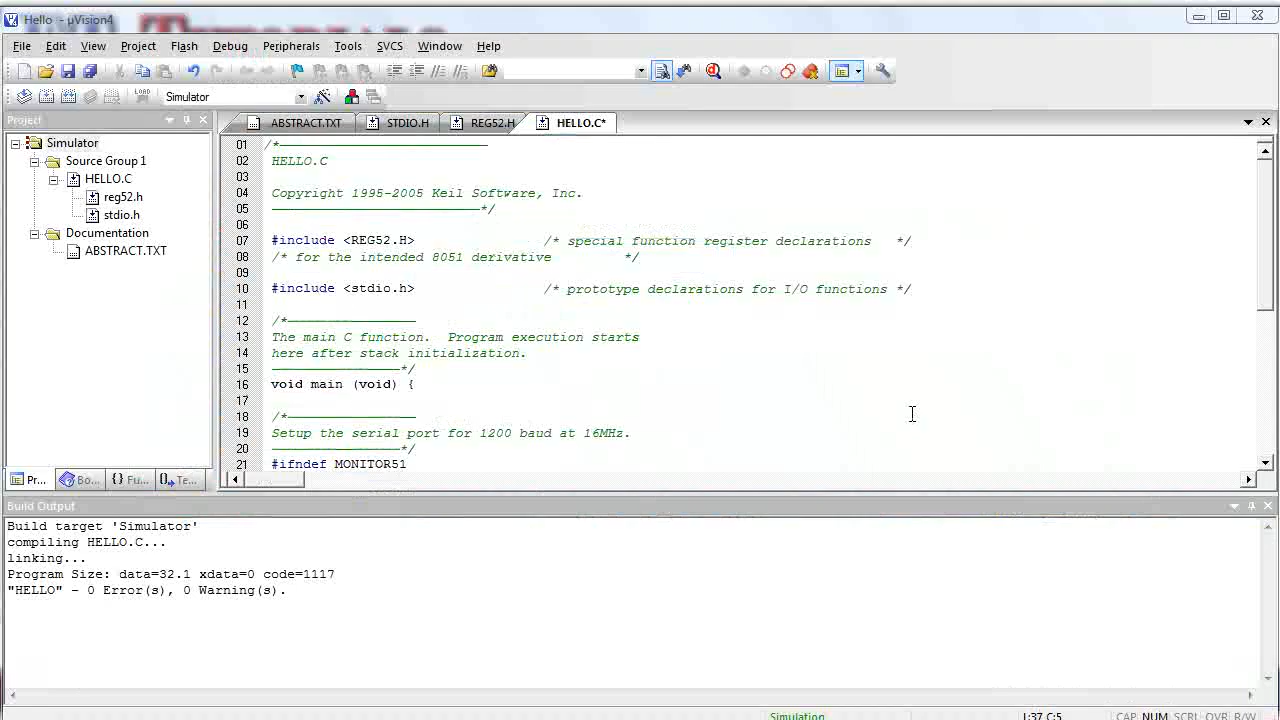 Hello - µVision4
File Edit View Project Flash Debug Peripherals Tools SVCS Window Help
LOAD Simulator
Project
Simulator
Source Group 1
HELLO.C
reg52.h
stdio.h
Documentation
ABSTRACT.TXT
Pr... Bo... {} Fu... Te...
ABSTRACT.TXT STDIO.H REG52.H HELLO.C*
01 /*
02 HELLO.C
03
04 Copyright 1995-2005 Keil Software, Inc.
05 */
06
07 #include <REG52.H> /* special function register declarations */
08 /* for the intended 8051 derivative */
09
10 #include <stdio.h> /* prototype declarations for I/O functions */
11
12 /*
13 The main C function. Program execution starts
14 here after stack initialization.
15 */
16 void main (void) {
17
18 /*
19 Setup the serial port for 1200 baud at 16MHz.
20 */
21 #ifndef MONITOR51
Build Output
Build target 'Simulator'
compiling HELLO.C...
linking...
Program Size: data=32.1 xdata=0 code=1117
"HELLO" - 0 Error(s), 0 Warning(s).
Simulation L:37 C:5 CAP NUM SCRL OVR R/W